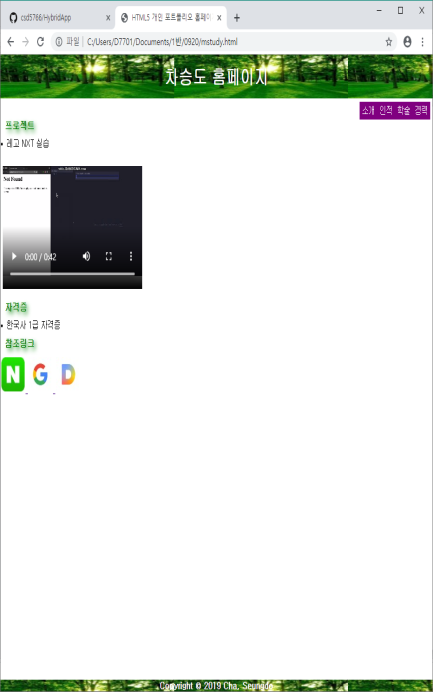 csd5766/HybridApp
HTML5 개인 포트폴리오 홈페이
파일 | C:/Users/D7701/Documents/1반/0920/mstudy.html
차승도 홈페이지
소개 인적 학술 경력
프로젝트
레고 NXT 실습
Not Found
0:00 / 0:42
자격증
한국사 1급 자격증
참조링크
N G D
Copyright © 2019 Cha, Seungdo